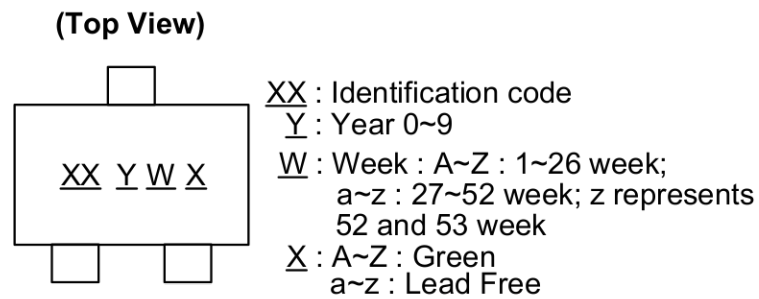 (Top View)
XX Y W X
XX : Identification code
Y : Year 0~9
W : Week : A~Z : 1~26 week;
a~z : 27~52 week; z represents
52 and 53 week
X : A~Z : Green
a~z : Lead Free